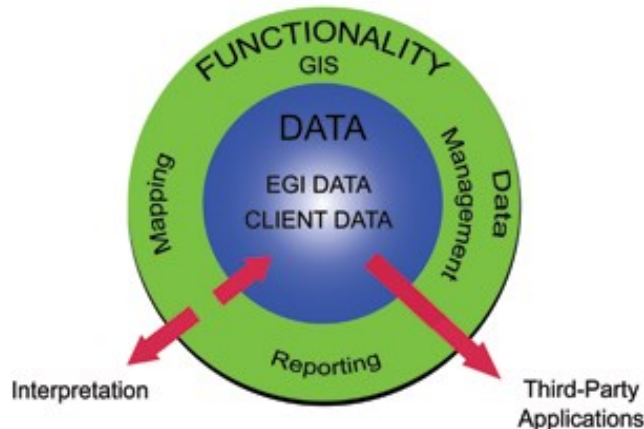 FUNCTIONALITY
GIS
DATA
EGI DATA
CLIENT DATA
Mapping
Data
Management
Reporting
Interpretation
Third-Party
Applications